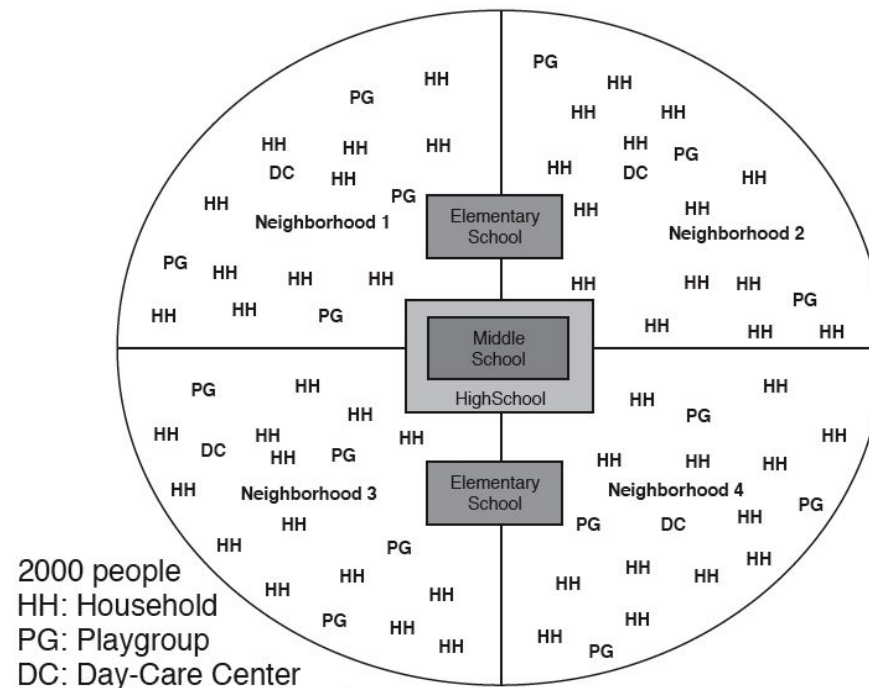 HH
PG
HH
HH
HH
DC
HH
PG
HH
Neighborhood 1
PG
HH
HH
HH
HH
HH
PG
PG
HH
HH
HH
HH
PG
HH
DC
HH
HH
HH
Neighborhood 2
HH
HH
HH
PG
HH
HH
HH
Elementary
School
Middle
School
HighSchool
PG
HH
HH
HH
HH
HH
DC
HH
PG
HH
Neighborhood 3
HH
HH
PG
HH
HH
HH
PG
HH
HH
Elementary
School
HH
HH
PG
HH
HH
HH
HH
Neighborhood 4
PG
HH
PG
DC
HH
HH
HH
HH
HH
HH
PG
2000 people
HH: Household
PG: Playgroup
DC: Day-Care Center